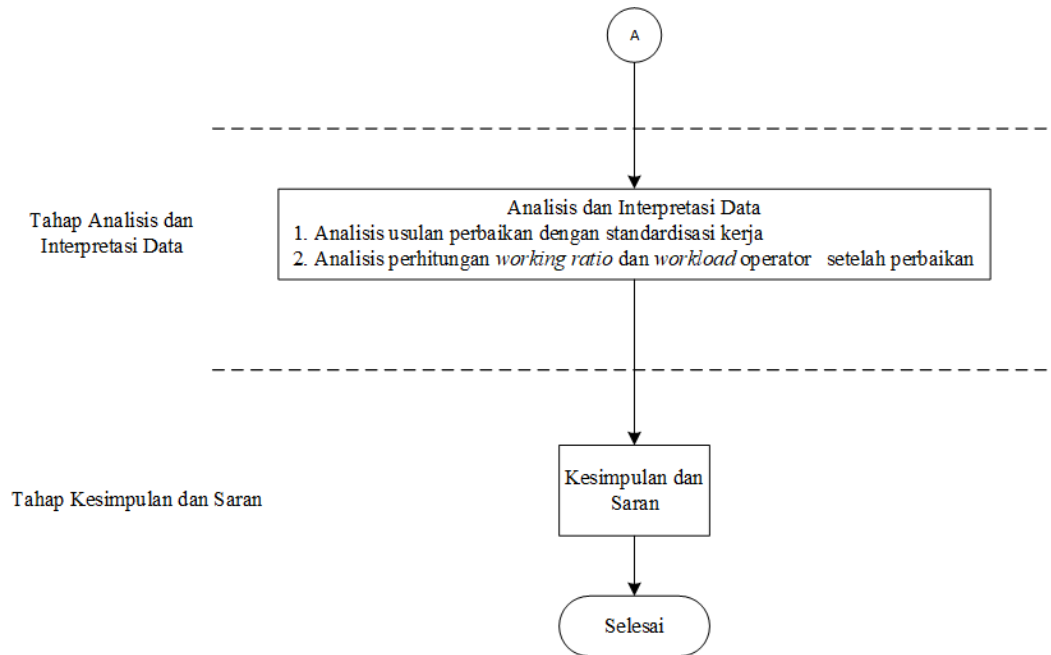 A
Tahap Analisis dan
Interpretasi Data
Analisis dan Interpretasi Data
1. Analisis usulan perbaikan dengan standardisasi kerja
2. Analisis perhitungan working ratio dan workload operator setelah perbaikan
Tahap Kesimpulan dan Saran
Kesimpulan dan
Saran
Selesai